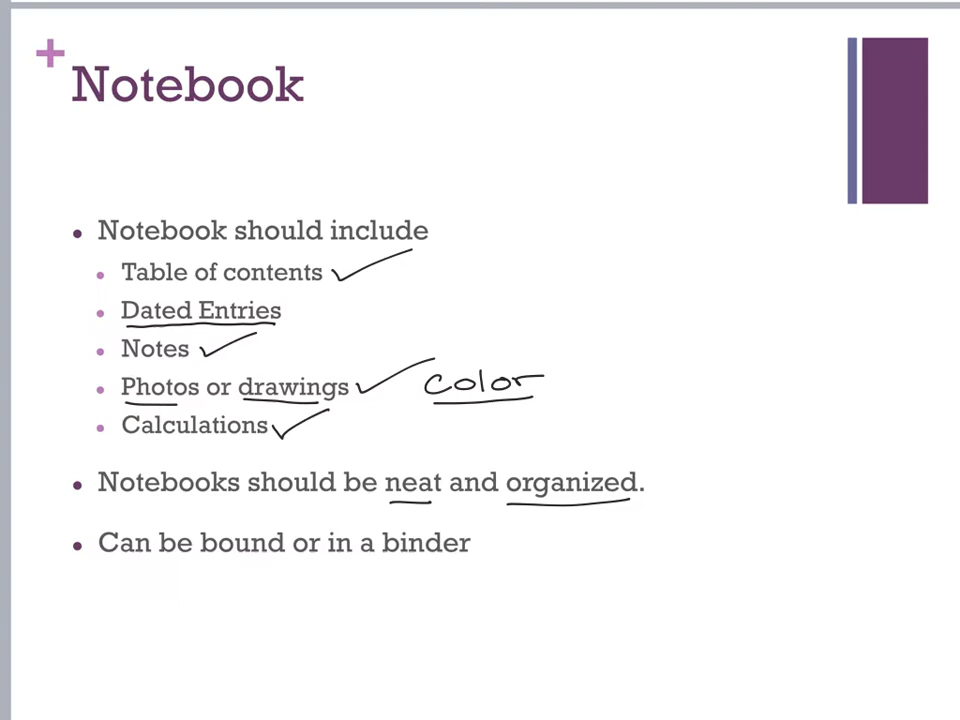 +
Notebook
• Notebook should include
• Table of contents ✓
• Dated Entries
• Notes ✓
• Photos or drawings ✓ color
• Calculations ✓
• Notebooks should be neat and organized.
• Can be bound or in a binder